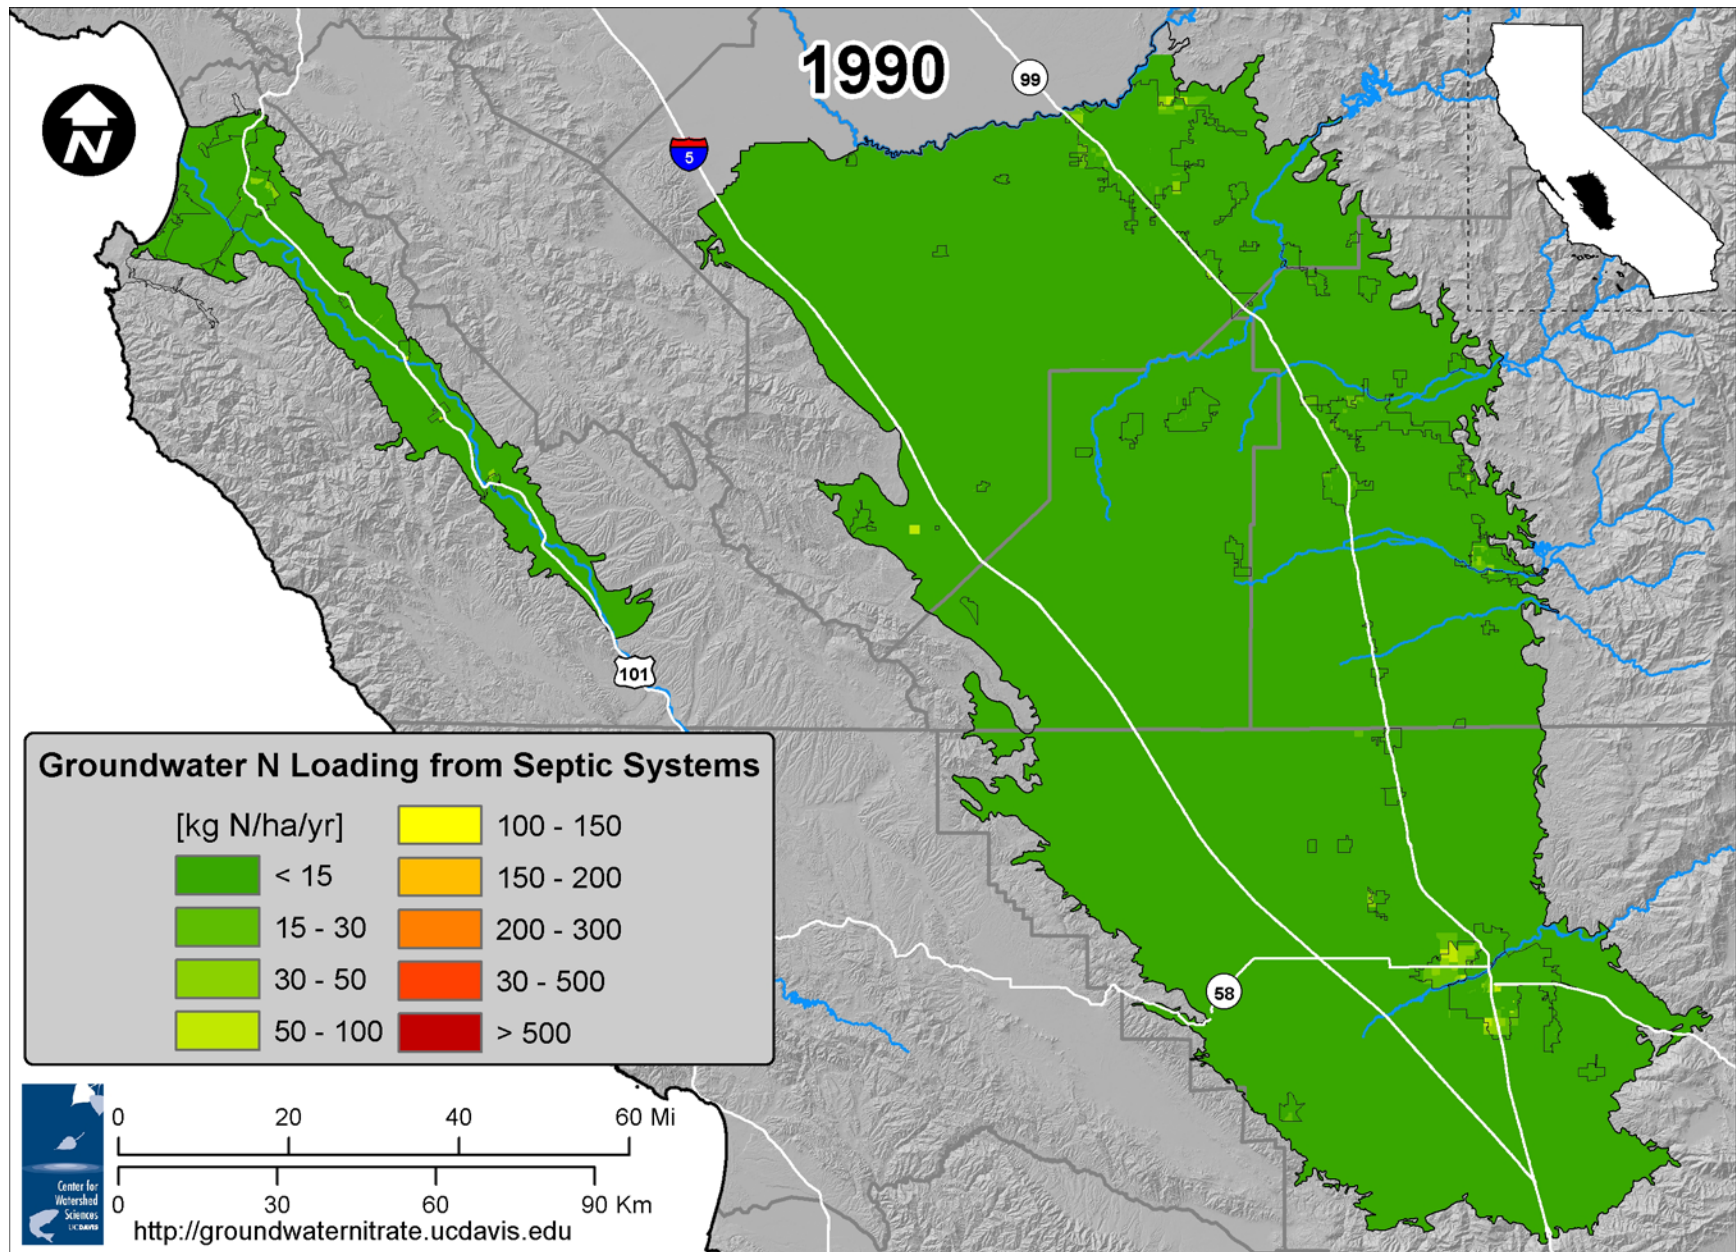 1990
99
5
101
58
Groundwater N Loading from Septic Systems
[kg N/ha/yr]
< 15
15 - 30
30 - 50
50 - 100
100 - 150
150 - 200
200 - 300
30 - 500
> 500
N
0 20 40 60 Mi
0 30 60 90 Km
Center for
Watershed
Sciences
UCDAVIS
http://groundwaternitrate.ucdavis.edu